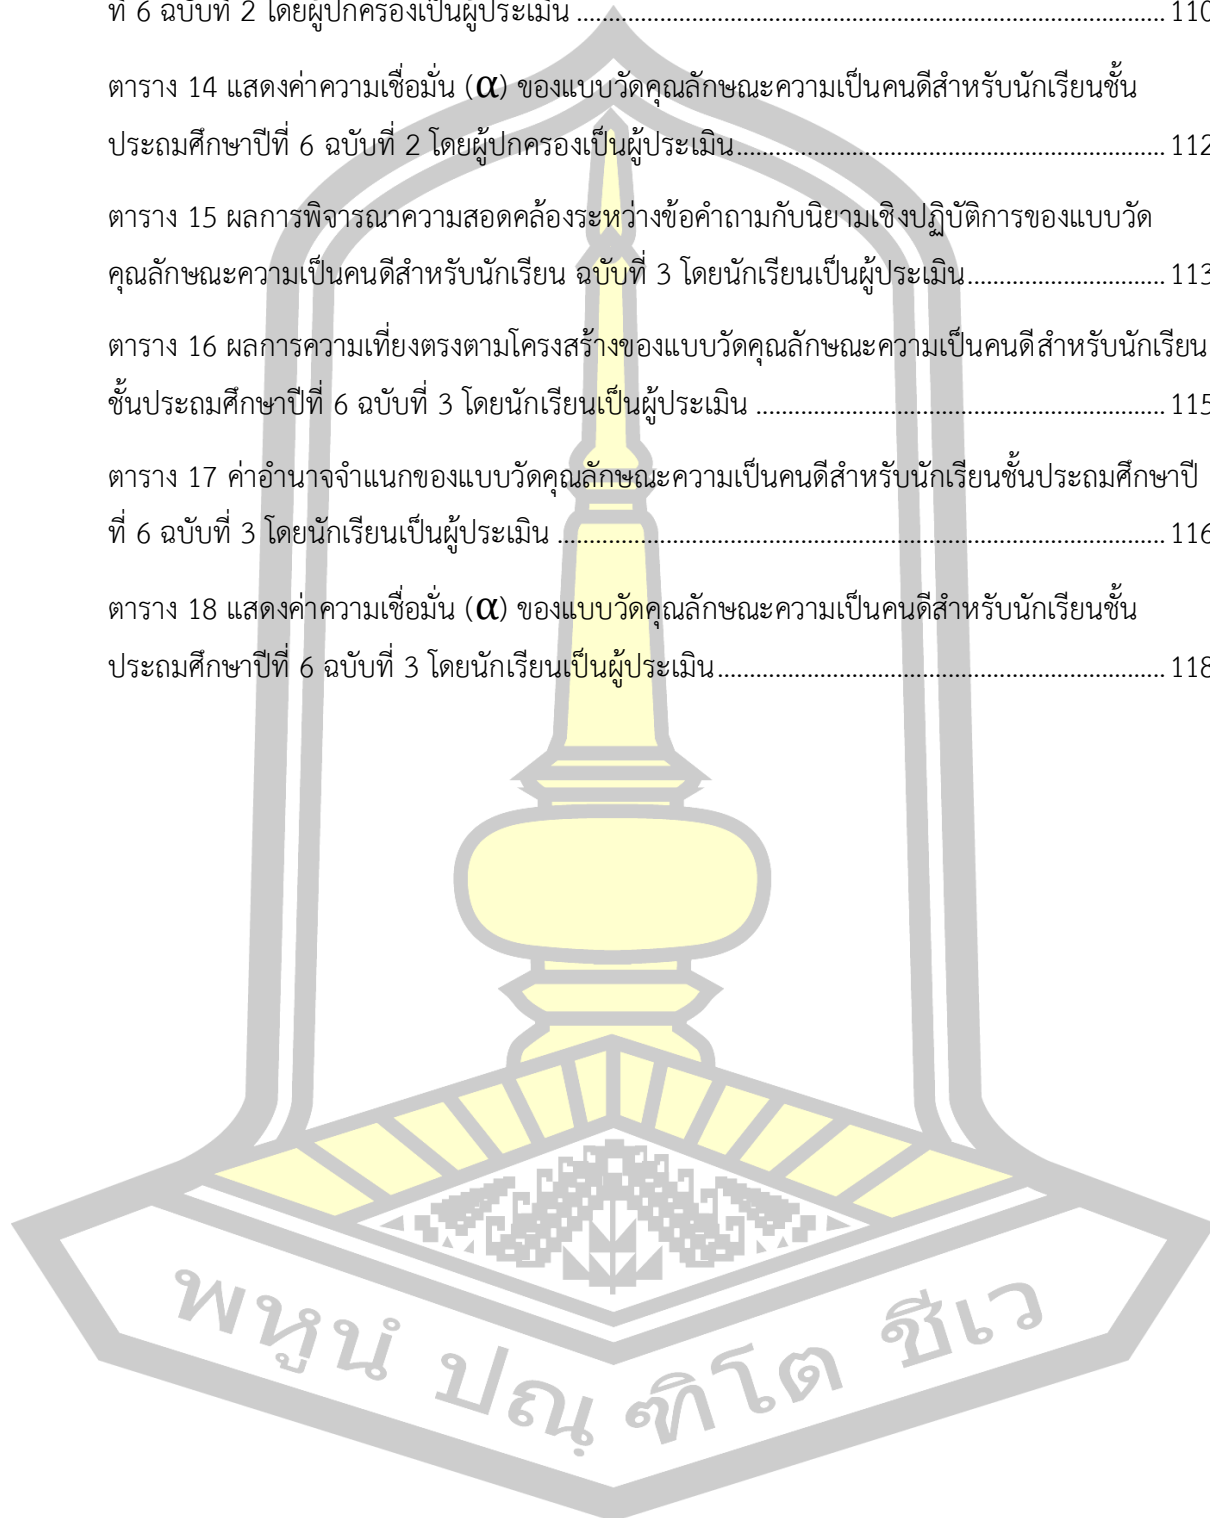 ที่ 6 ฉบับที่ 2 โดยผู้ปกครองเป็นผู้ประเมิน ........ 110
ตาราง 14 แสดงค่าความเชื่อมั่น (α) ของแบบวัดคุณลักษณะความเป็นคนดีสำหรับนักเรียนชั้น
ประถมศึกษาปีที่ 6 ฉบับที่ 2 โดยผู้ปกครองเป็นผู้ประเมิน ........ 112
ตาราง 15 ผลการพิจารณาความสอดคล้องระหว่างข้อคำถามกับนิยามเชิงปฏิบัติการของแบบวัด
คุณลักษณะความเป็นคนดีสำหรับนักเรียน ฉบับที่ 3 โดยนักเรียนเป็นผู้ประเมิน ........ 113
ตาราง 16 ผลการความเที่ยงตรงตามโครงสร้างของแบบวัดคุณลักษณะความเป็นคนดีสำหรับนักเรียน
ชั้นประถมศึกษาปีที่ 6 ฉบับที่ 3 โดยนักเรียนเป็นผู้ประเมิน ........ 115
ตาราง 17 ค่าอำนาจจำแนกของแบบวัดคุณลักษณะความเป็นคนดีสำหรับนักเรียนชั้นประถมศึกษาปี
ที่ 6 ฉบับที่ 3 โดยนักเรียนเป็นผู้ประเมิน ........ 116
ตาราง 18 แสดงค่าความเชื่อมั่น (α) ของแบบวัดคุณลักษณะความเป็นคนดีสำหรับนักเรียนชั้น
ประถมศึกษาปีที่ 6 ฉบับที่ 3 โดยนักเรียนเป็นผู้ประเมิน ........ 118
พหูนํ ปณฺ ฑิโต ชีเว